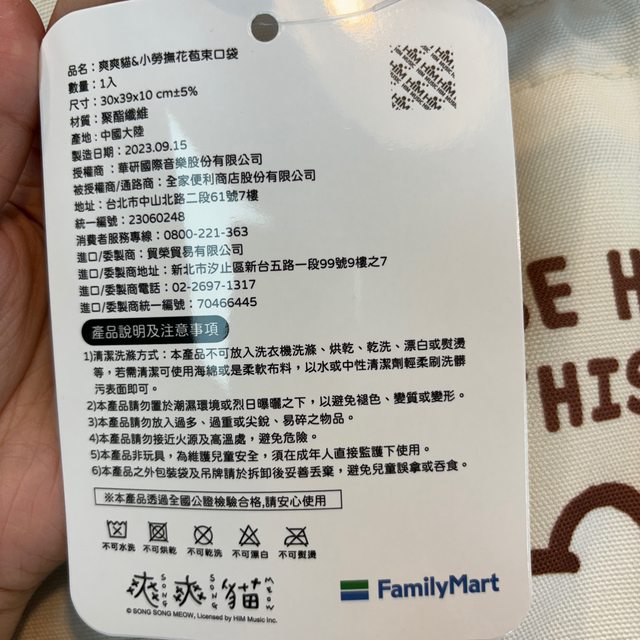 品名：爽爽貓&小勞撫花苞束口袋
數量：1入
尺寸：30x39x10 cm±5%
材質：聚酯纖維
產地：中國大陸
製造日期：2023.09.15
授權商：華研國際音樂股份有限公司
被授權商/通路商：全家便利商店股份有限公司
地址：台北市中山北路二段61號7樓
統一編號：23060248
消費者服務專線：0800-221-363
進口/委製商：貿榮貿易有限公司
進口/委製商地址：新北市汐止區新台五路一段99號9樓之7
進口/委製商電話：02-2697-1317
進口/委製商統一編號：70466445
產品說明及注意事項
1)清潔洗滌方式：本產品不可放入洗衣機洗滌、烘乾、乾洗、漂白或熨燙
等，若需清潔可使用海綿或是柔軟布料，以水或中性清潔劑輕柔刷洗髒
污表面即可。
2)本產品請勿置於潮濕環境或烈日曝曬之下，以避免褪色、變質或變形。
3)本產品請勿放入過多、過重或尖銳、易碎之物品。
4)本產品請勿接近火源及高溫處，避免危險。
5)本產品非玩具，為維護兒童安全，須在成年人直接監護下使用。
6)本產品之外包裝袋及吊牌請於拆卸後妥善丟棄，避免兒童誤拿或吞食。
※本產品透過全國公證檢驗合格,請安心使用
不可水洗 不可烘乾 不可乾洗 不可漂白 不可熨燙
爽爽貓
SONG SONG MEOW
© SONG SONG MEOW, Licensed by HIM Music Inc.
FamilyMart
HIM
SE H
THIS